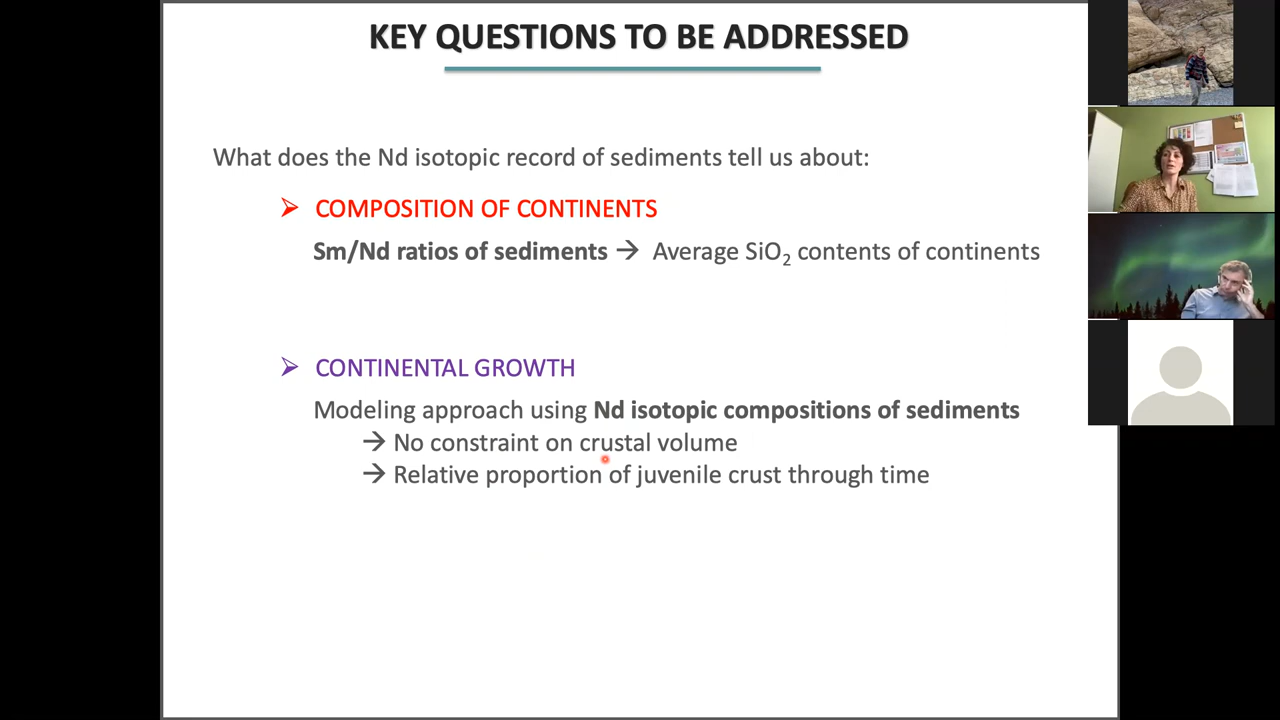 KEY QUESTIONS TO BE ADDRESSED
What does the Nd isotopic record of sediments tell us about:
➢ COMPOSITION OF CONTINENTS
Sm/Nd ratios of sediments → Average SiO₂ contents of continents
➢ CONTINENTAL GROWTH
Modeling approach using Nd isotopic compositions of sediments
→ No constraint on crustal volume
→ Relative proportion of juvenile crust through time